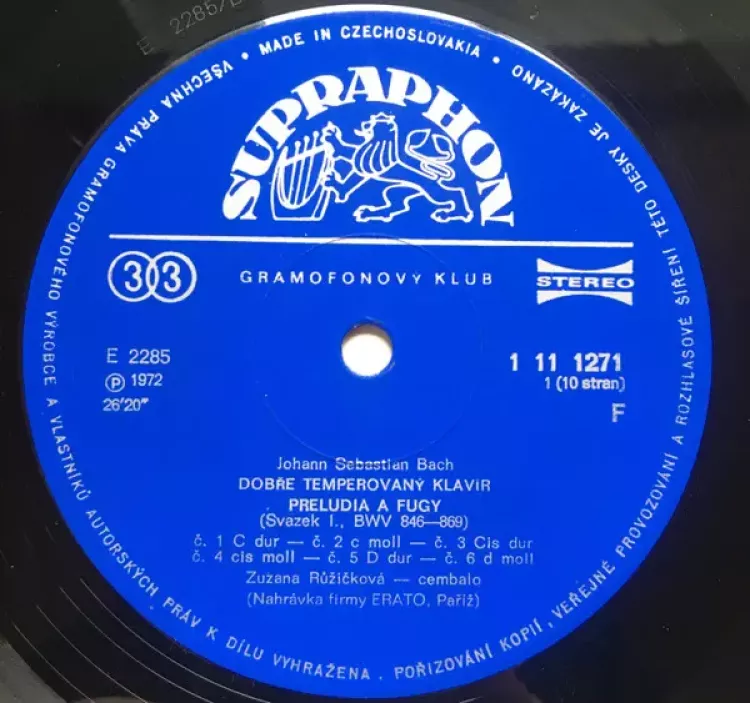 E 2285/
VŠECHNA PRÁVA GRAMOFONOVÉHO VÝROBCE A VLASTNÍKŮ AUTORSKÝCH PRÁV K DÍLU VYHRAŽENA. POŘIZOVÁNÍ KOPIÍ, VEŘEJNÉ PROVOZOVÁNÍ A ROZHLASOVÉ ŠÍŘENÍ TÉTO DESKY JE ZAKÁZÁNO
• MADE IN CZECHOSLOVAKIA •
SUPRAPHON
33 GRAMOFONOVÝ KLUB STEREO
E 2285
Ⓟ 1972
26'20"
1 11 1271
1 (10 stran)
F
Johann Sebastian Bach
DOBŘE TEMPEROVANÝ KLAVÍR
PRELUDIA A FUGY
(Svazek I., BWV 846—869)
č. 1 C dur — č. 2 c moll — č. 3 Cis dur
č. 4 cis moll — č. 5 D dur — č. 6 d moll
Zuzana Růžičková — cembalo
(Nahrávka firmy ERATO, Paříž)